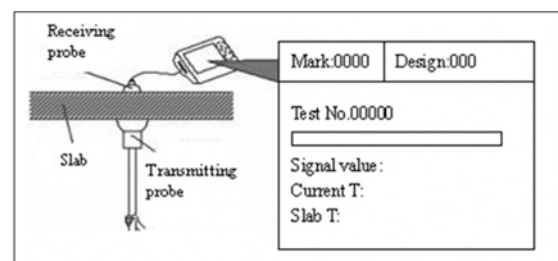 Receiving
probe
Slab
Transmitting
probe
Mark:0000 Design:000
Test No.00000
Signal value:
Current T:
Slab T: